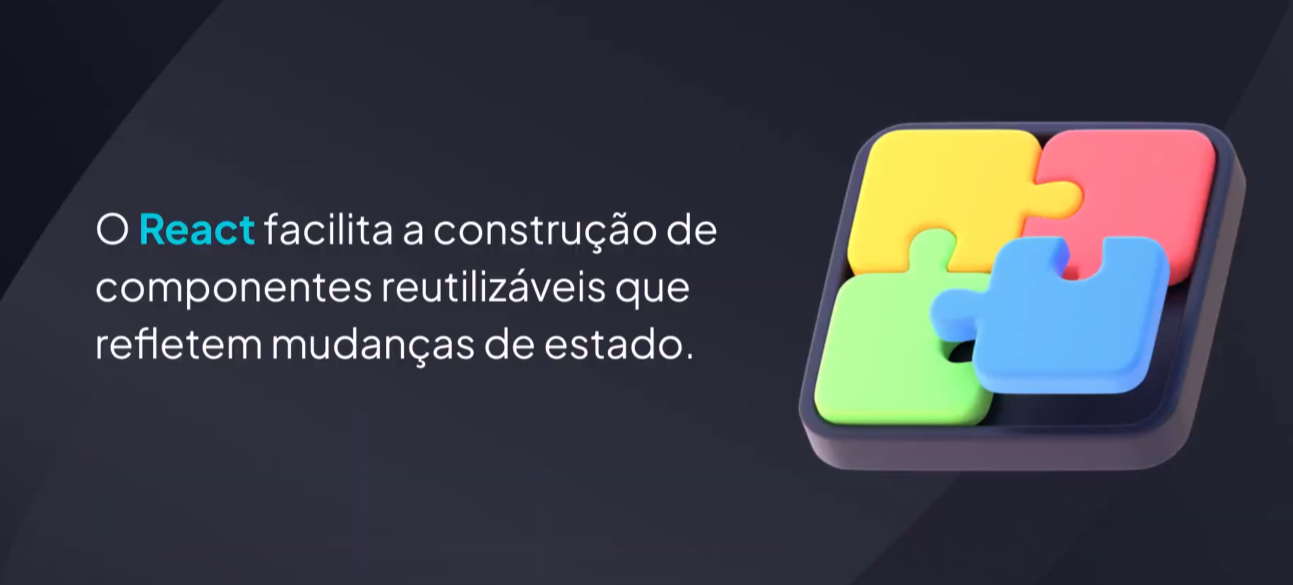 O React facilita a construção de
componentes reutilizáveis que
refletem mudanças de estado.